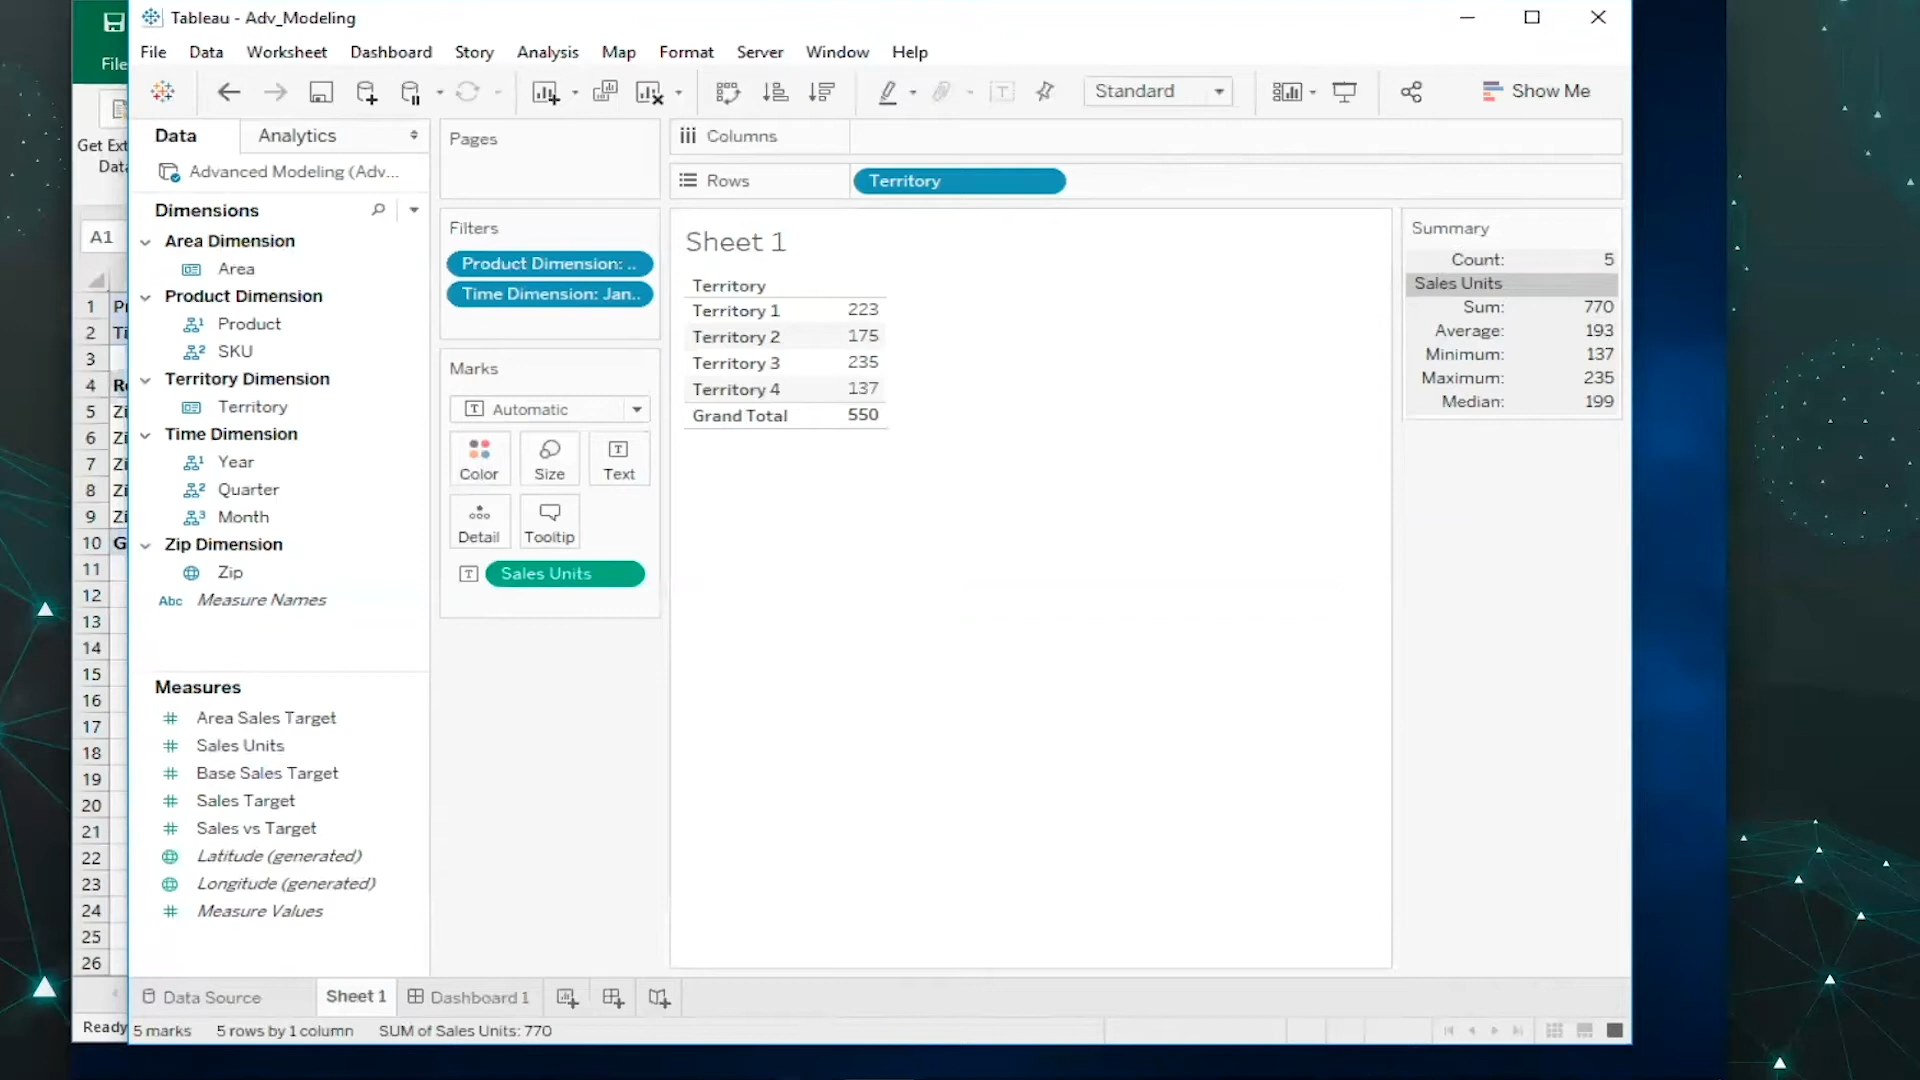 Tableau - Adv_Modeling
File Data Worksheet Dashboard Story Analysis Map Format Server Window Help
Standard
Show Me
File
Get Ext
Data
A1
1 Pr
2 Ti
3
4 R
5 Zi
6 Zi
7 Zi
8 Zi
9 Zi
10 G
11
12
13
14
15
16
17
18
19
20
21
22
23
24
25
26
Ready
Data
Analytics
Advanced Modeling (Adv...
Dimensions
Area Dimension
Area
Product Dimension
Product
SKU
Territory Dimension
Territory
Time Dimension
Year
Quarter
Month
Zip Dimension
Zip
Abc Measure Names
Measures
Area Sales Target
Sales Units
Base Sales Target
Sales Target
Sales vs Target
Latitude (generated)
Longitude (generated)
Measure Values
Pages
Filters
Product Dimension: ..
Time Dimension: Jan..
Marks
Automatic
Color Size Text
Detail Tooltip
Sales Units
Columns
Rows
Territory
Sheet 1
Territory
Territory 1 223
Territory 2 175
Territory 3 235
Territory 4 137
Grand Total 550
Summary
Count: 5
Sales Units
Sum: 770
Average: 193
Minimum: 137
Maximum: 235
Median: 199
Data Source
Sheet 1
Dashboard 1
5 marks 5 rows by 1 column SUM of Sales Units: 770